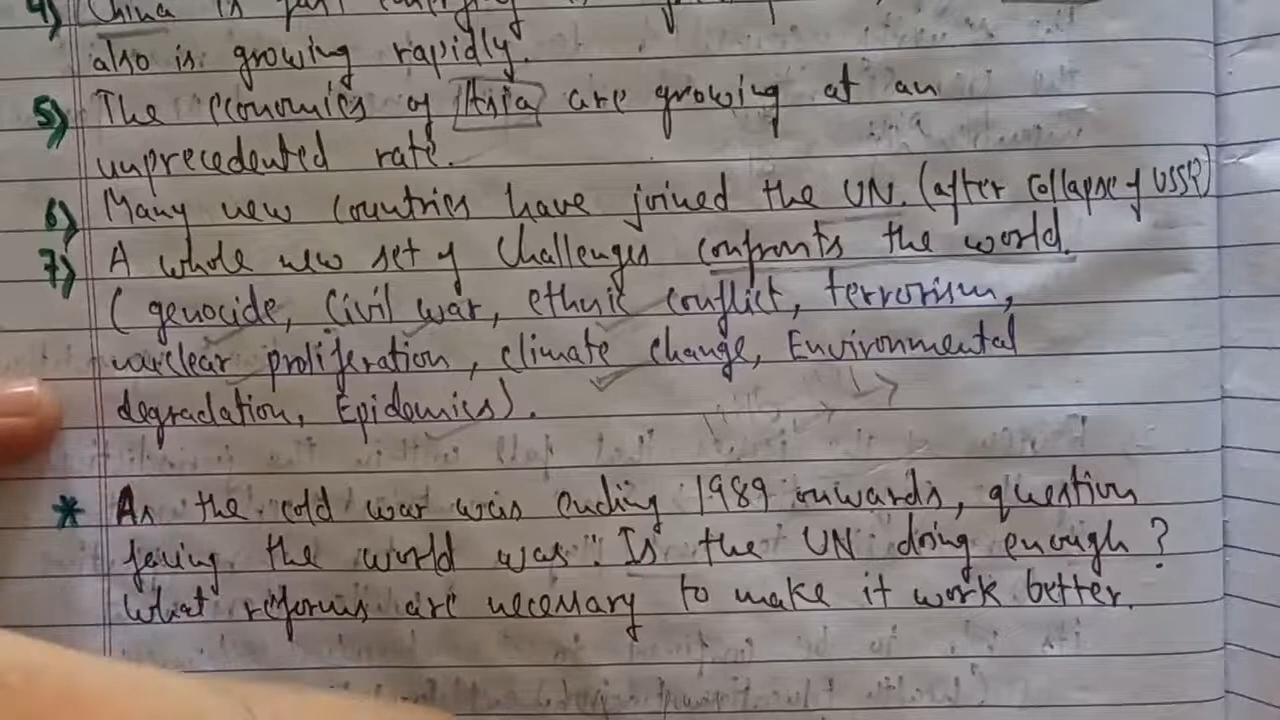 4) China is fast
also is growing rapidly.
5) The economies of Asia are growing at an
unprecedented rate.
6) Many new countries have joined the UN. (after collapse of USSR)
7) A whole new set of challenges confronts the world.
(genocide, Civil war, ethnic conflict, terrorism,
nuclear proliferation, climate change, Environmental
degradation, Epidemics).
* As the cold war was ending 1989 onwards, question
facing the world was "Is the UN doing enough?
What reforms are necessary to make it work better.